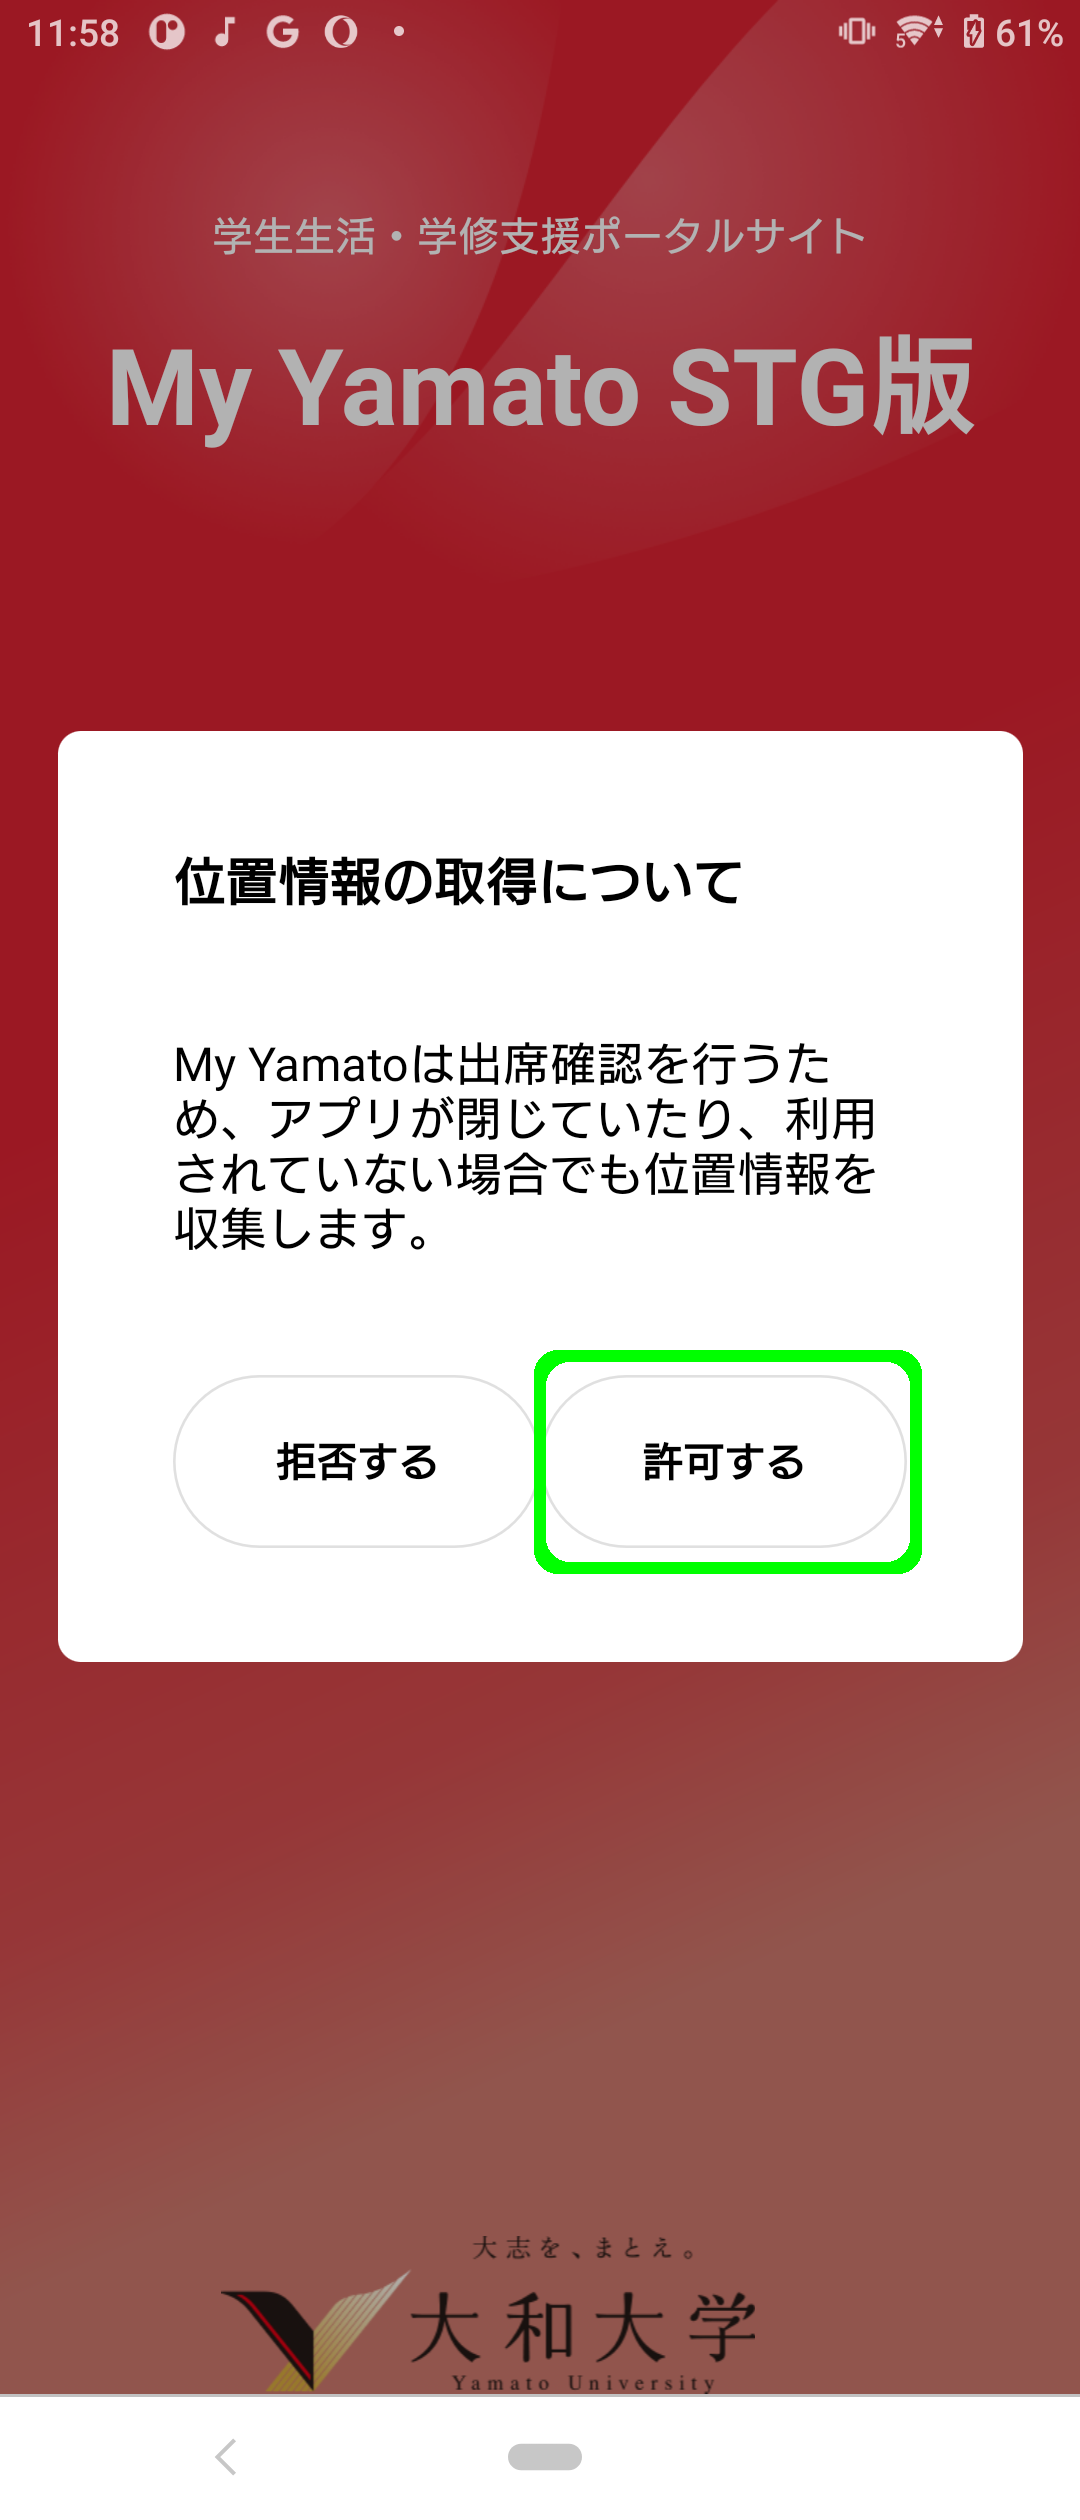 11:58
5
61%
学生生活・学修支援ポータルサイト
My Yamato STG版
位置情報の取得について
My Yamatoは出席確認を行うた
め、アプリが閉じていたり、利用
されていない場合でも位置情報を
収集します。
拒否する
許可する
大志を、まとえ。
大和大学
Yamato University